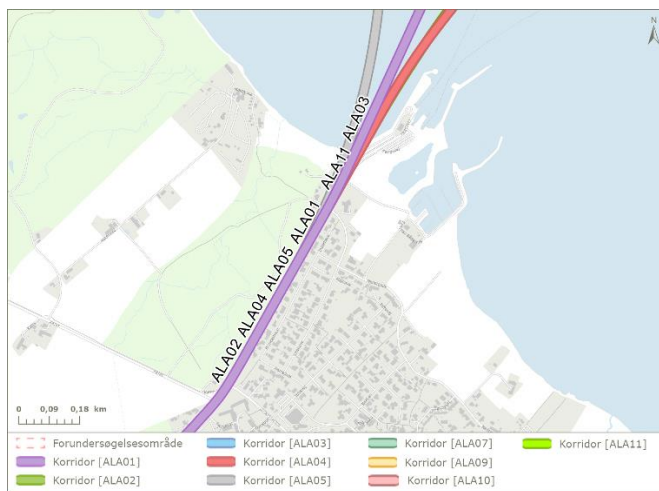 N
ALA02 ALA04 ALA05 ALA01 ALA11 ALA03
0 0,09 0,18 km
Forundersøgelsesområde
Korridor [ALA03]
Korridor [ALA07]
Korridor [ALA11]
Korridor [ALA01]
Korridor [ALA04]
Korridor [ALA09]
Korridor [ALA02]
Korridor [ALA05]
Korridor [ALA10]